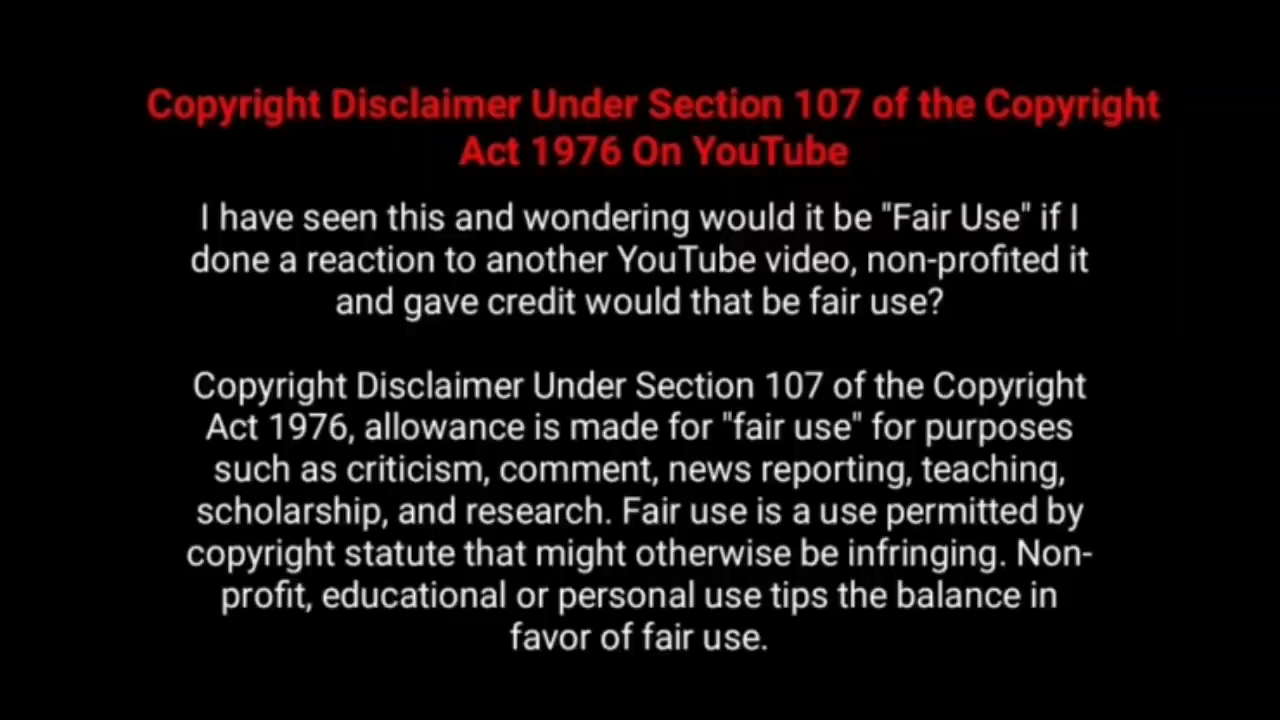 Copyright Disclaimer Under Section 107 of the Copyright
Act 1976 On YouTube
I have seen this and wondering would it be "Fair Use" if I
done a reaction to another YouTube video, non-profited it
and gave credit would that be fair use?
Copyright Disclaimer Under Section 107 of the Copyright
Act 1976, allowance is made for "fair use" for purposes
such as criticism, comment, news reporting, teaching,
scholarship, and research. Fair use is a use permitted by
copyright statute that might otherwise be infringing. Non-
profit, educational or personal use tips the balance in
favor of fair use.